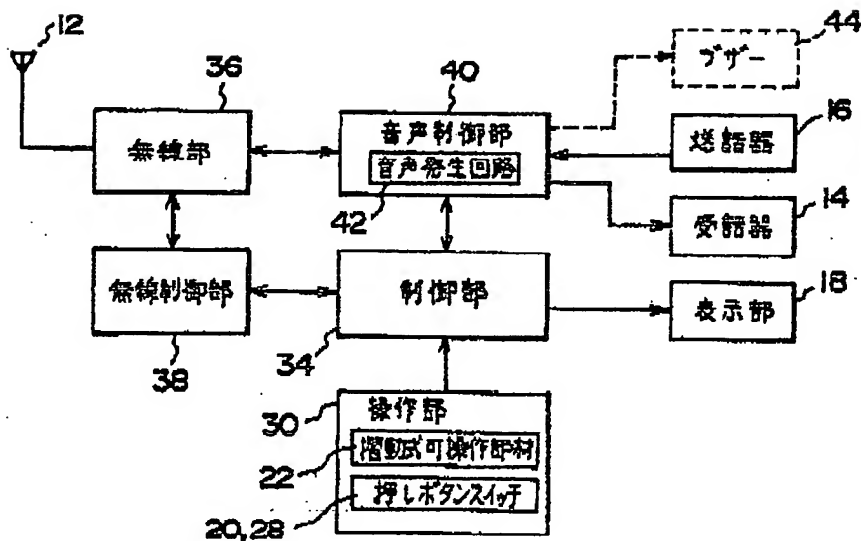 12
36
40
44
ブザー
無線部
音声制御部
音声発生回路
42
送話器
16
受話器
14
無線制御部
38
制御部
34
表示部
18
30
操作部
摺動式可操作部材
22
押しボタンスイッチ
20,28